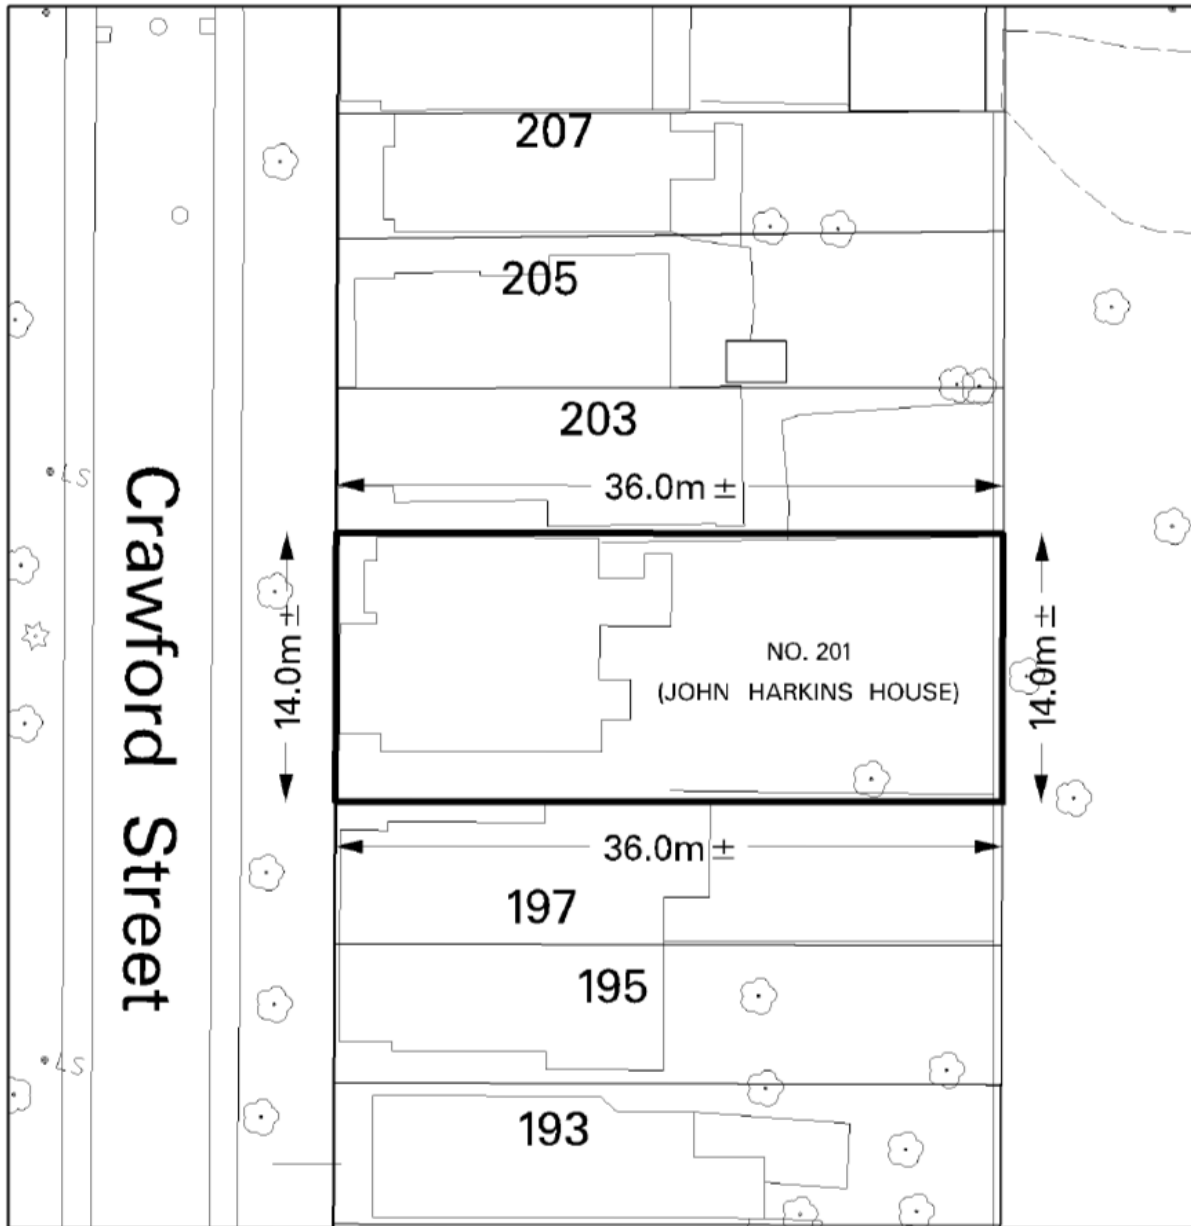 207
205
203
LS
36.0m ±
14.0m ±
NO. 201
(JOHN HARKINS HOUSE)
14.0m ±
Crawford Street
36.0m ±
197
195
LS
193